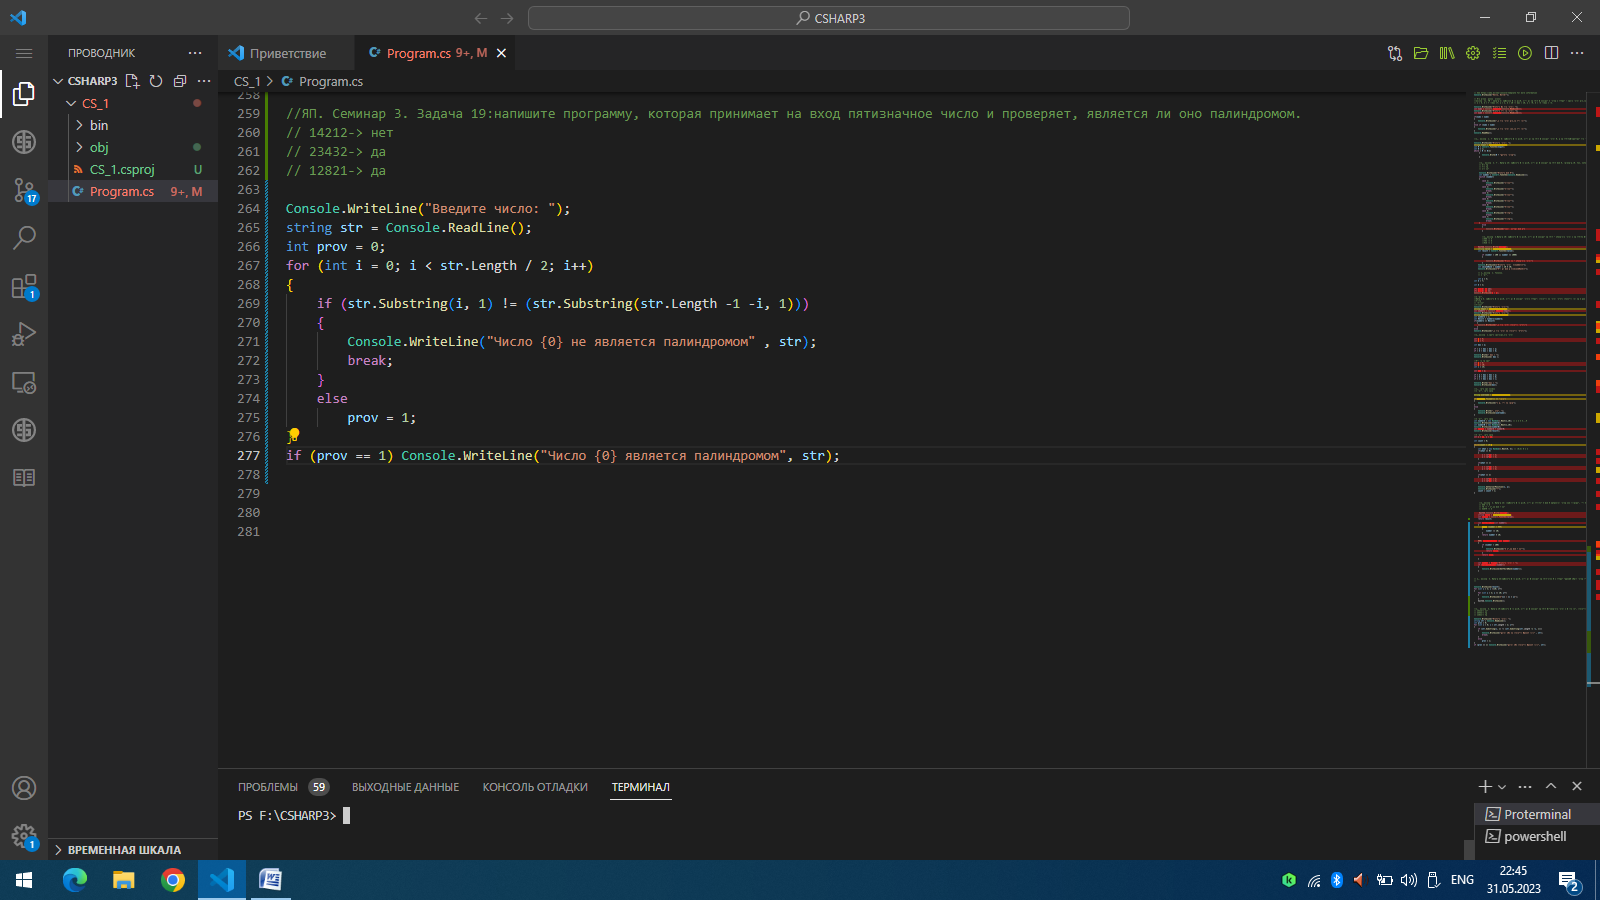 CSHARP3
ПРОВОДНИК
Приветствие
Program.cs 9+, M
CSHARP3
CS_1 > Program.cs
CS_1
bin
obj
CS_1.csproj U
Program.cs 9+, M
258
259 //ЯП. Семинар 3. Задача 19:напишите программу, которая принимает на вход пятизначное число и проверяет, является ли оно палиндромом.
260 // 14212-> нет
261 // 23432-> да
262 // 12821-> да
263
264 Console.WriteLine("Введите число: ");
265 string str = Console.ReadLine();
266 int prov = 0;
267 for (int i = 0; i < str.Length / 2; i++)
268 {
269 if (str.Substring(i, 1) != (str.Substring(str.Length -1 -i, 1)))
270 {
271 Console.WriteLine("Число {0} не является палиндромом" , str);
272 break;
273 }
274 else
275 prov = 1;
276 }
277 if (prov == 1) Console.WriteLine("Число {0} является палиндромом", str);
278
279
280
281
17
1
1
ПРОБЛЕМЫ 59 ВЫХОДНЫЕ ДАННЫЕ КОНСОЛЬ ОТЛАДКИ ТЕРМИНАЛ
PS F:\CSHARP3>
Proterminal
powershell
ВРЕМЕННАЯ ШКАЛА
ENG
22:45
31.05.2023
2